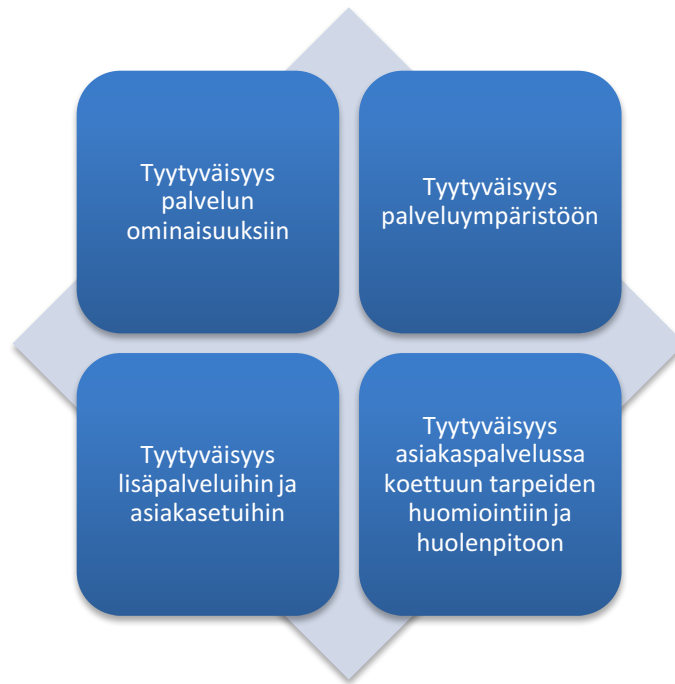 Tyytyväisyys
palvelun
ominaisuuksiin
Tyytyväisyys
palveluympäristöön
Tyytyväisyys
lisäpalveluihin ja
asiakasetuihin
Tyytyväisyys
asiakaspalvelussa
koettuun tarpeiden
huomiointiin ja
huolenpitoon